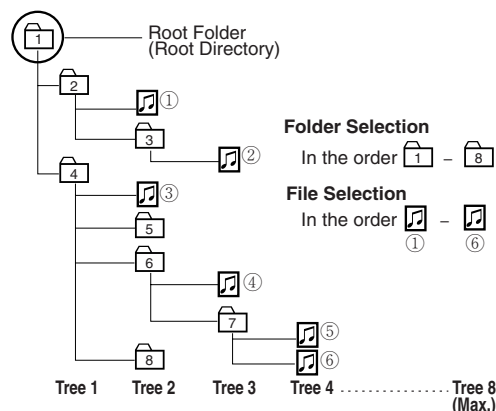 1
Root Folder
(Root Directory)
2
①
3
②
Folder Selection
In the order 1 – 8
4
③
File Selection
In the order –
① ⑥
5
6
④
7
⑤
⑥
8
Tree 1 Tree 2 Tree 3 Tree 4 .............. Tree 8
(Max.)